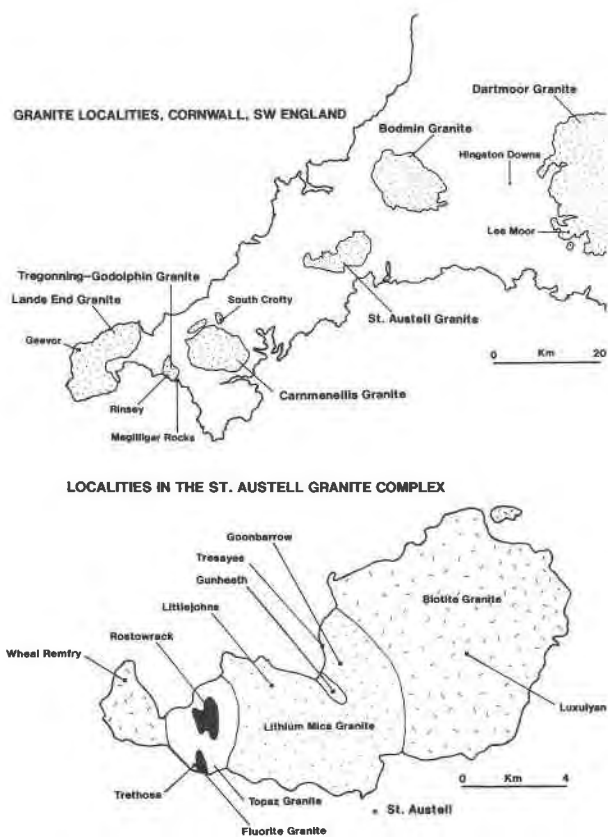 GRANITE LOCALITIES, CORNWALL, SW ENGLAND
Dartmoor Granite
Bodmin Granite
Hingston Downs
Lee Moor
Tregonning-Godolphin Granite
Lands End Granite
South Crofty
St. Austell Granite
Geevor
Km
0 20
Rinsey
Carnmenellis Granite
Megilligar Rocks
LOCALITIES IN THE ST. AUSTELL GRANITE COMPLEX
Goonbarrow
Tresayes
Gunheath
Biotite Granite
Littlejohns
Rostowrack
Wheal Remfry
Luxulyan
Lithium Mica Granite
Km
0 4
Trethosa
Topaz Granite
St. Austell
Fluorite Granite